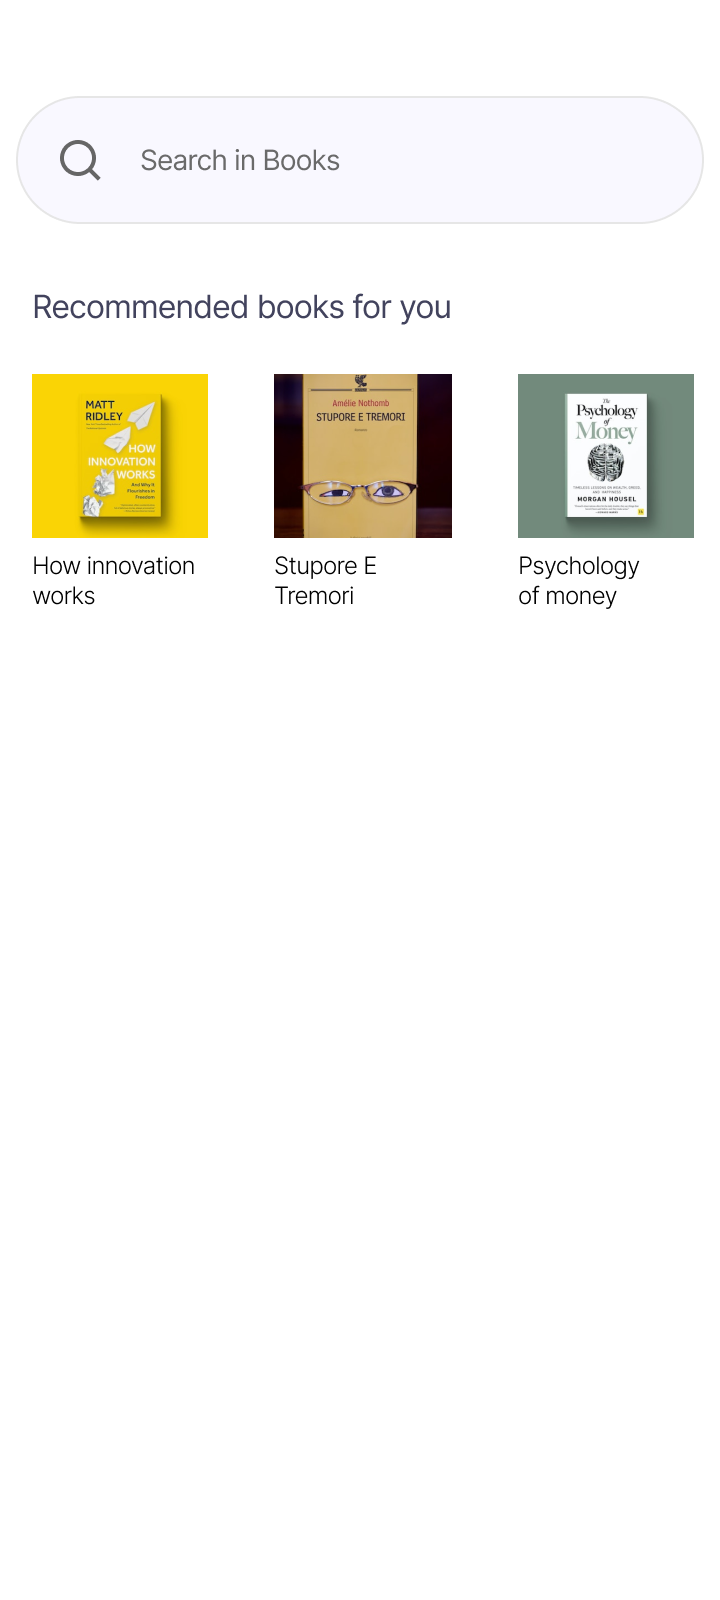 Search in Books
Recommended books for you
MATT
RIDLEY
HOW
INNOVATION
WORKS
And Why It
Flourishes in
Freedom
Amélie Nothomb
STUPORE E TREMORI
The
Psychology
of
Money
TIMELESS LESSONS ON WEALTH, GREED,
AND HAPPINESS
MORGAN HOUSEL
How innovation
works
Stupore E
Tremori
Psychology
of money